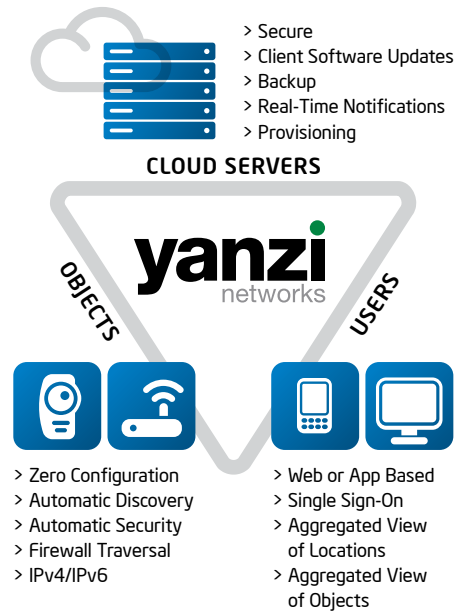 > Secure
> Client Software Updates
> Backup
> Real-Time Notifications
> Provisioning
CLOUD SERVERS
yanzi
networks
OBJECTS
USERS
> Zero Configuration
> Automatic Discovery
> Automatic Security
> Firewall Traversal
> IPv4/IPv6
> Web or App Based
> Single Sign-On
> Aggregated View
of Locations
> Aggregated View
of Objects